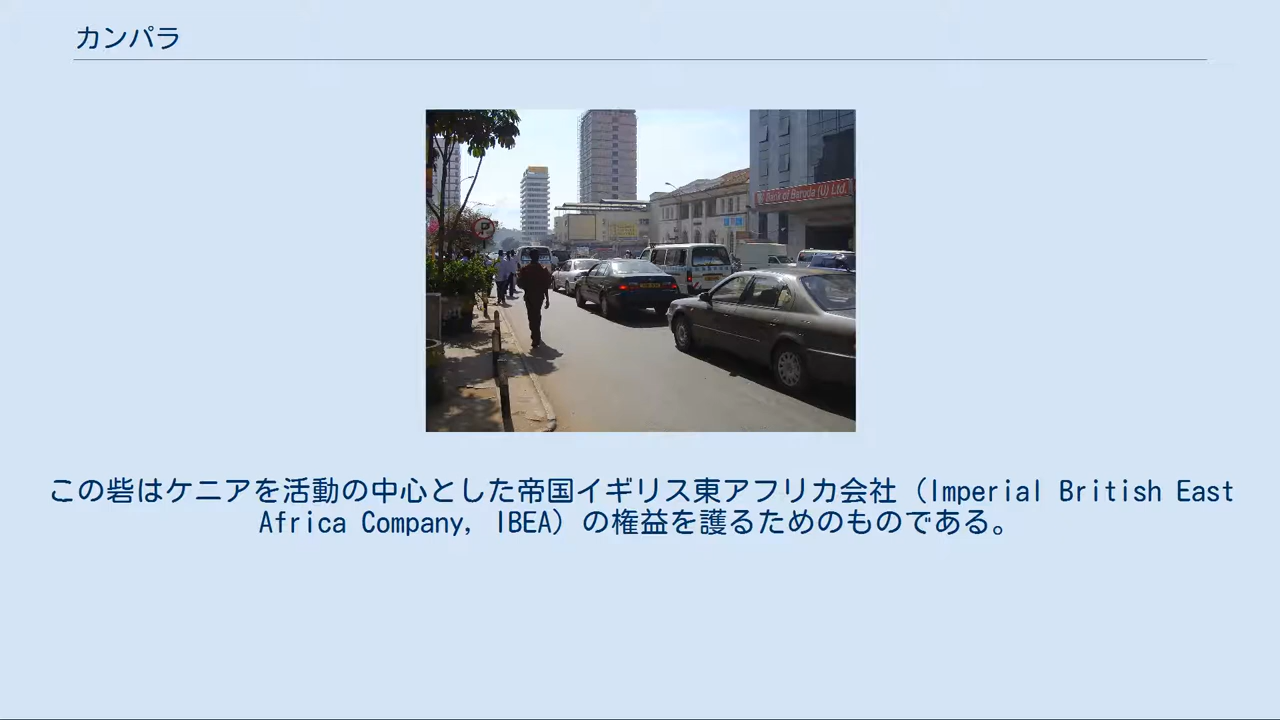 カンパラ
P
Bank of Baroda (U) Ltd.
この砦はケニアを活動の中心とした帝国イギリス東アフリカ会社（Imperial British East
Africa Company, IBEA）の権益を護るためのものである。